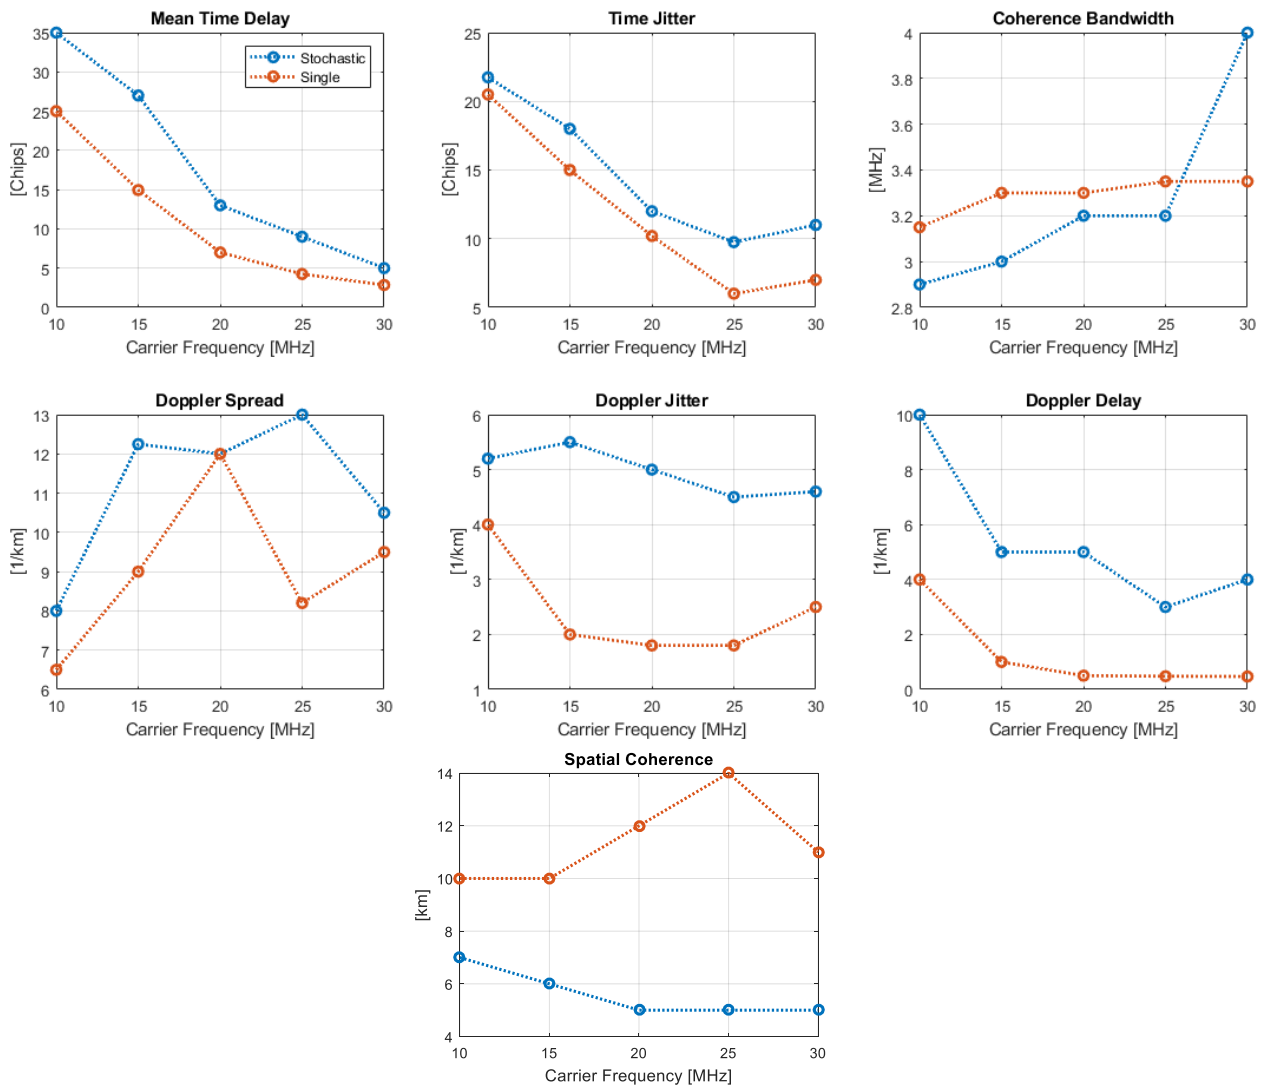 Mean Time Delay
35
30
25
20
15
10
5
0
[Chips]
Stochastic
Single
10 15 20 25 30
Carrier Frequency [MHz]
Time Jitter
25
20
15
10
5
[Chips]
10 15 20 25 30
Carrier Frequency [MHz]
Coherence Bandwidth
4
3.8
3.6
3.4
3.2
3
2.8
[MHz]
10 15 20 25 30
Carrier Frequency [MHz]
Doppler Spread
13
12
11
10
9
8
7
6
[1/km]
10 15 20 25 30
Carrier Frequency [MHz]
Doppler Jitter
6
5
4
3
2
1
[1/km]
10 15 20 25 30
Carrier Frequency [MHz]
Doppler Delay
10
8
6
4
2
0
[1/km]
10 15 20 25 30
Carrier Frequency [MHz]
Spatial Coherence
14
12
10
8
6
4
[km]
10 15 20 25 30
Carrier Frequency [MHz]